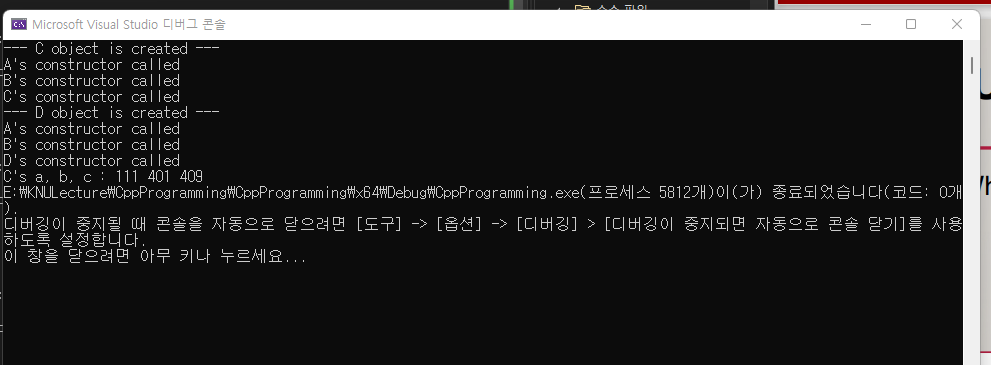 소스 파일
Microsoft Visual Studio 디버그 콘솔
--- C object is created ---
A's constructor called
B's constructor called
C's constructor called
--- D object is created ---
A's constructor called
B's constructor called
D's constructor called
C's a, b, c : 111 401 409
E:₩KNULecture₩CppProgramming₩CppProgramming₩x64₩Debug₩CppProgramming.exe(프로세스 5812개)이(가) 종료되었습니다(코드: 0개
).
디버깅이 중지될 때 콘솔을 자동으로 닫으려면 [도구] -> [옵션] -> [디버깅] > [디버깅이 중지되면 자동으로 콘솔 닫기]를 사용
하도록 설정합니다.
이 창을 닫으려면 아무 키나 누르세요...